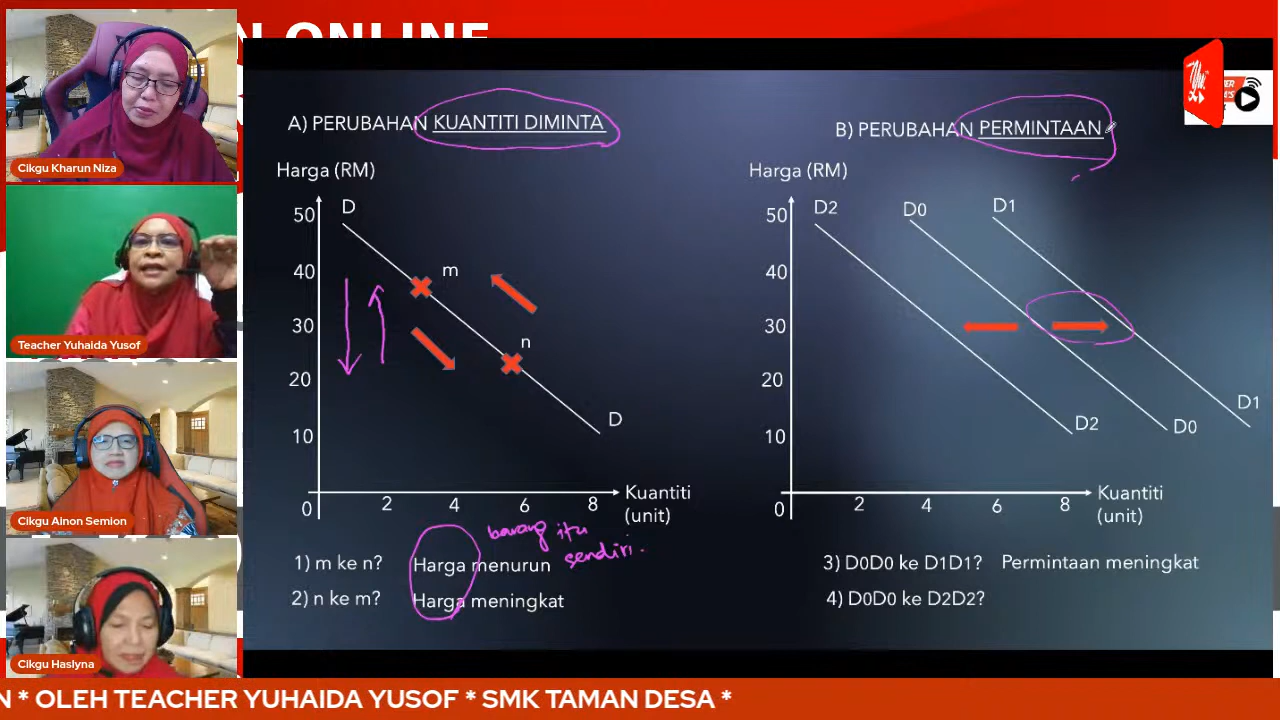 N ONLINE
Cikgu Kharun Niza
Teacher Yuhaida Yusof
Cikgu Ainon Semion
Cikgu Haslyna
A) PERUBAHAN KUANTITI DIMINTA
Harga (RM)
50
40
30
20
10
0
2 4 6 8
Kuantiti
(unit)
D
m
n
D
barang itu
sendiri.
1) m ke n? Harga menurun
2) n ke m? Harga meningkat
B) PERUBAHAN PERMINTAAN
Harga (RM)
50
40
30
20
10
0
2 4 6 8
Kuantiti
(unit)
D2 D0 D1
D2 D0 D1
3) D0D0 ke D1D1? Permintaan meningkat
4) D0D0 ke D2D2?
N * OLEH TEACHER YUHAIDA YUSOF * SMK TAMAN DESA *